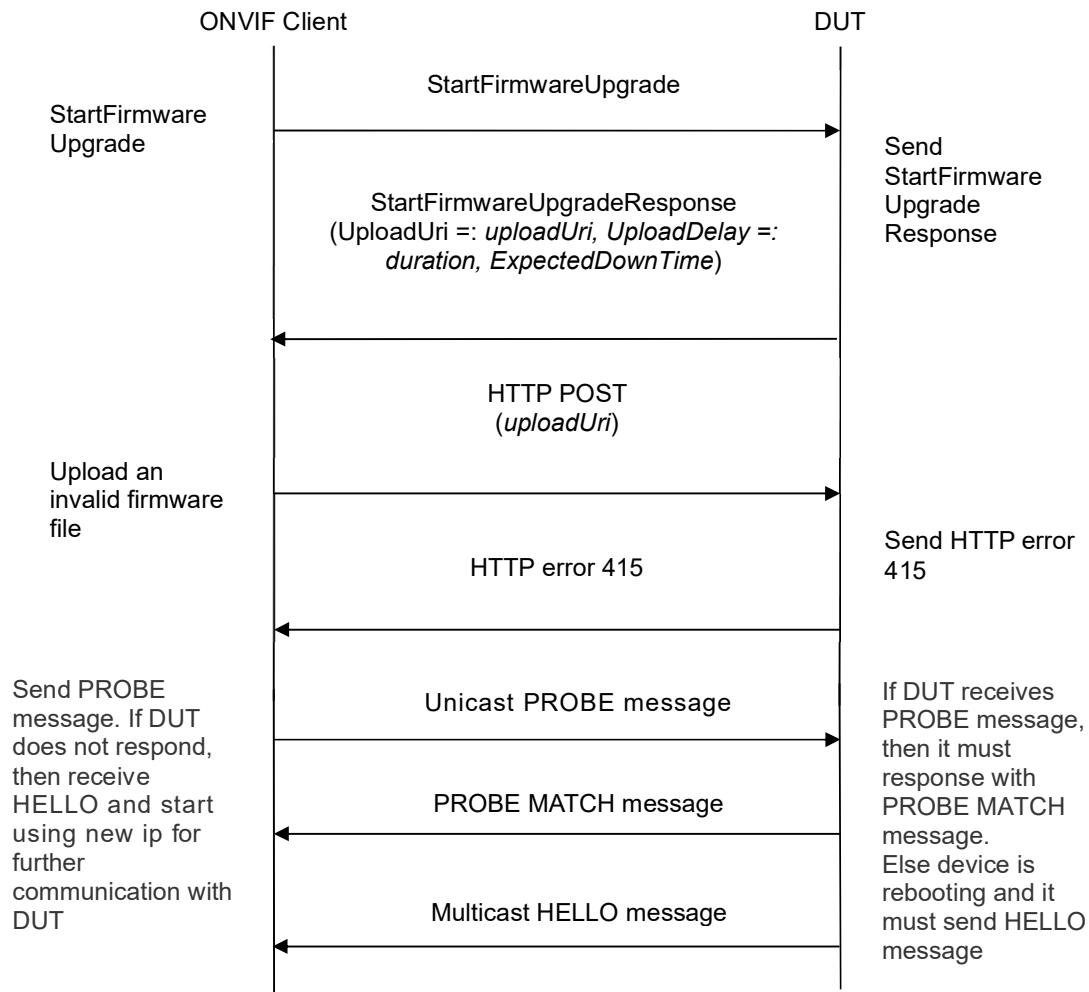 ONVIF Client
DUT
StartFirmwareUpgrade
StartFirmware
Upgrade
Send
StartFirmware
Upgrade
Response
StartFirmwareUpgradeResponse
(UploadUri =: uploadUri, UploadDelay =:
duration, ExpectedDownTime)
HTTP POST
(uploadUri)
Upload an
invalid firmware
file
Send HTTP error
415
HTTP error 415
Send PROBE
message. If DUT
does not respond,
then receive
HELLO and start
using new ip for
further
communication with
DUT
Unicast PROBE message
If DUT receives
PROBE message,
then it must
response with
PROBE MATCH
message.
Else device is
rebooting and it
must send HELLO
message
PROBE MATCH message
Multicast HELLO message